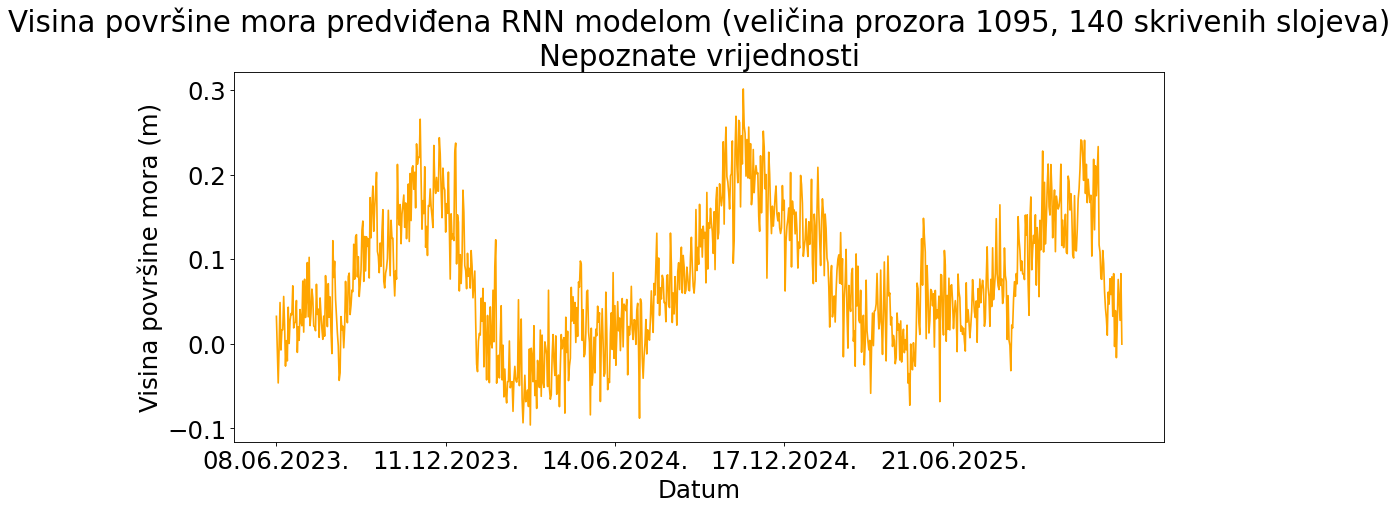 Visina površine mora predviđena RNN modelom (veličina prozora 1095, 140 skrivenih slojeva)
Nepoznate vrijednosti
Visina površine mora (m)
0.3
0.2
0.1
0.0
−0.1
08.06.2023. 11.12.2023. 14.06.2024. 17.12.2024. 21.06.2025.
Datum